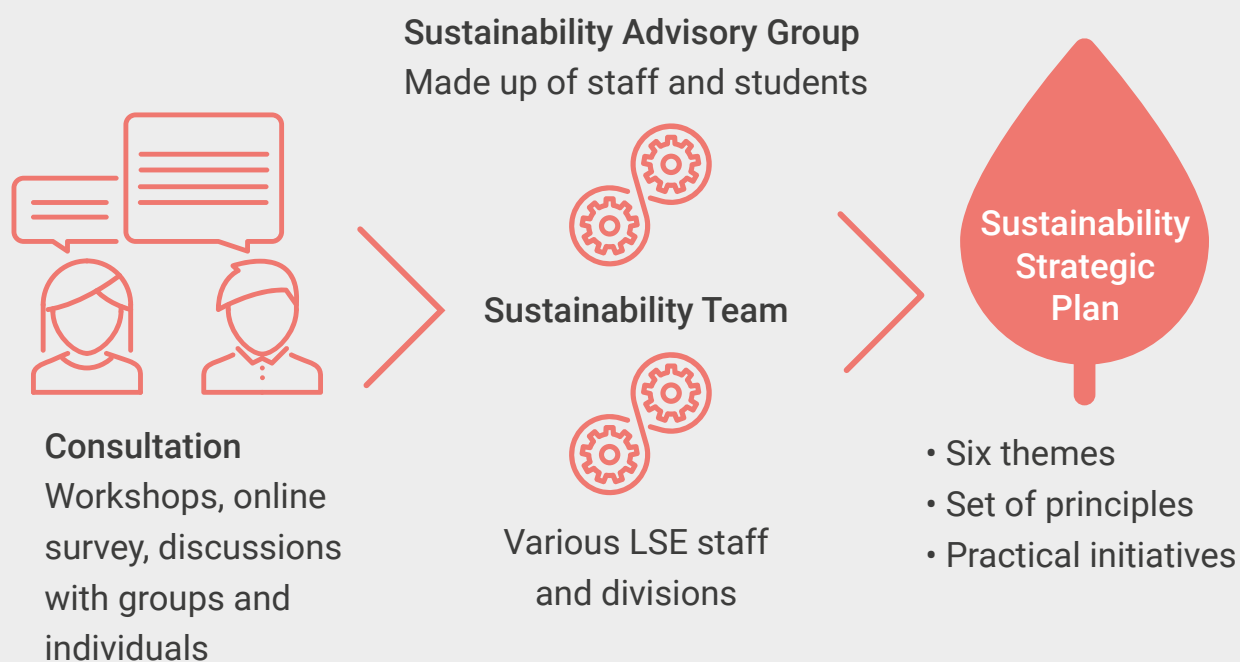 Consultation
Workshops, online
survey, discussions
with groups and
individuals
Sustainability Advisory Group
Made up of staff and students
Sustainability Team
Various LSE staff
and divisions
Sustainability
Strategic
Plan
• Six themes
• Set of principles
• Practical initiatives